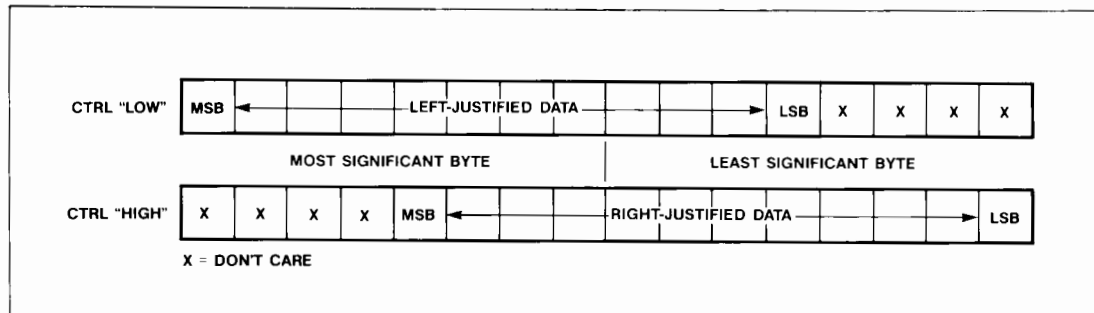 CTRL "LOW" MSB LEFT-JUSTIFIED DATA LSB X X X X
MOST SIGNIFICANT BYTE LEAST SIGNIFICANT BYTE
CTRL "HIGH" X X X X MSB RIGHT-JUSTIFIED DATA LSB
X = DON'T CARE